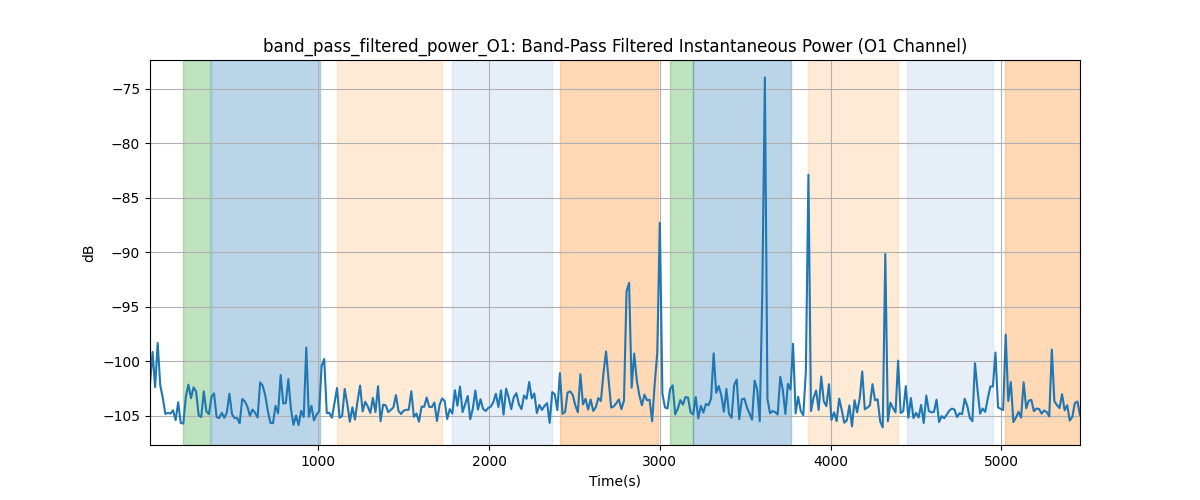 band_pass_filtered_power_O1: Band-Pass Filtered Instantaneous Power (O1 Channel)
−75
−80
−85
−90
−95
−100
−105
dB
1000 2000 3000 4000 5000
Time(s)